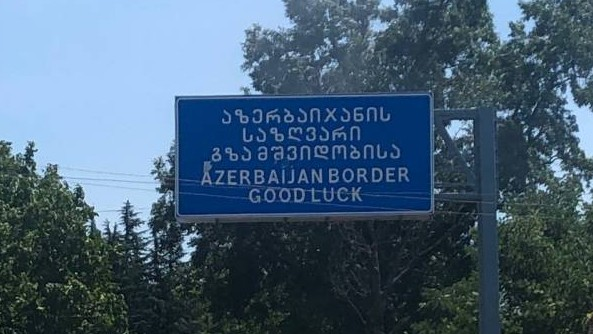 აზერბაიჯანის
საზღვარი
გზა მშვიდობისა
AZERBAIJAN BORDER
GOOD LUCK